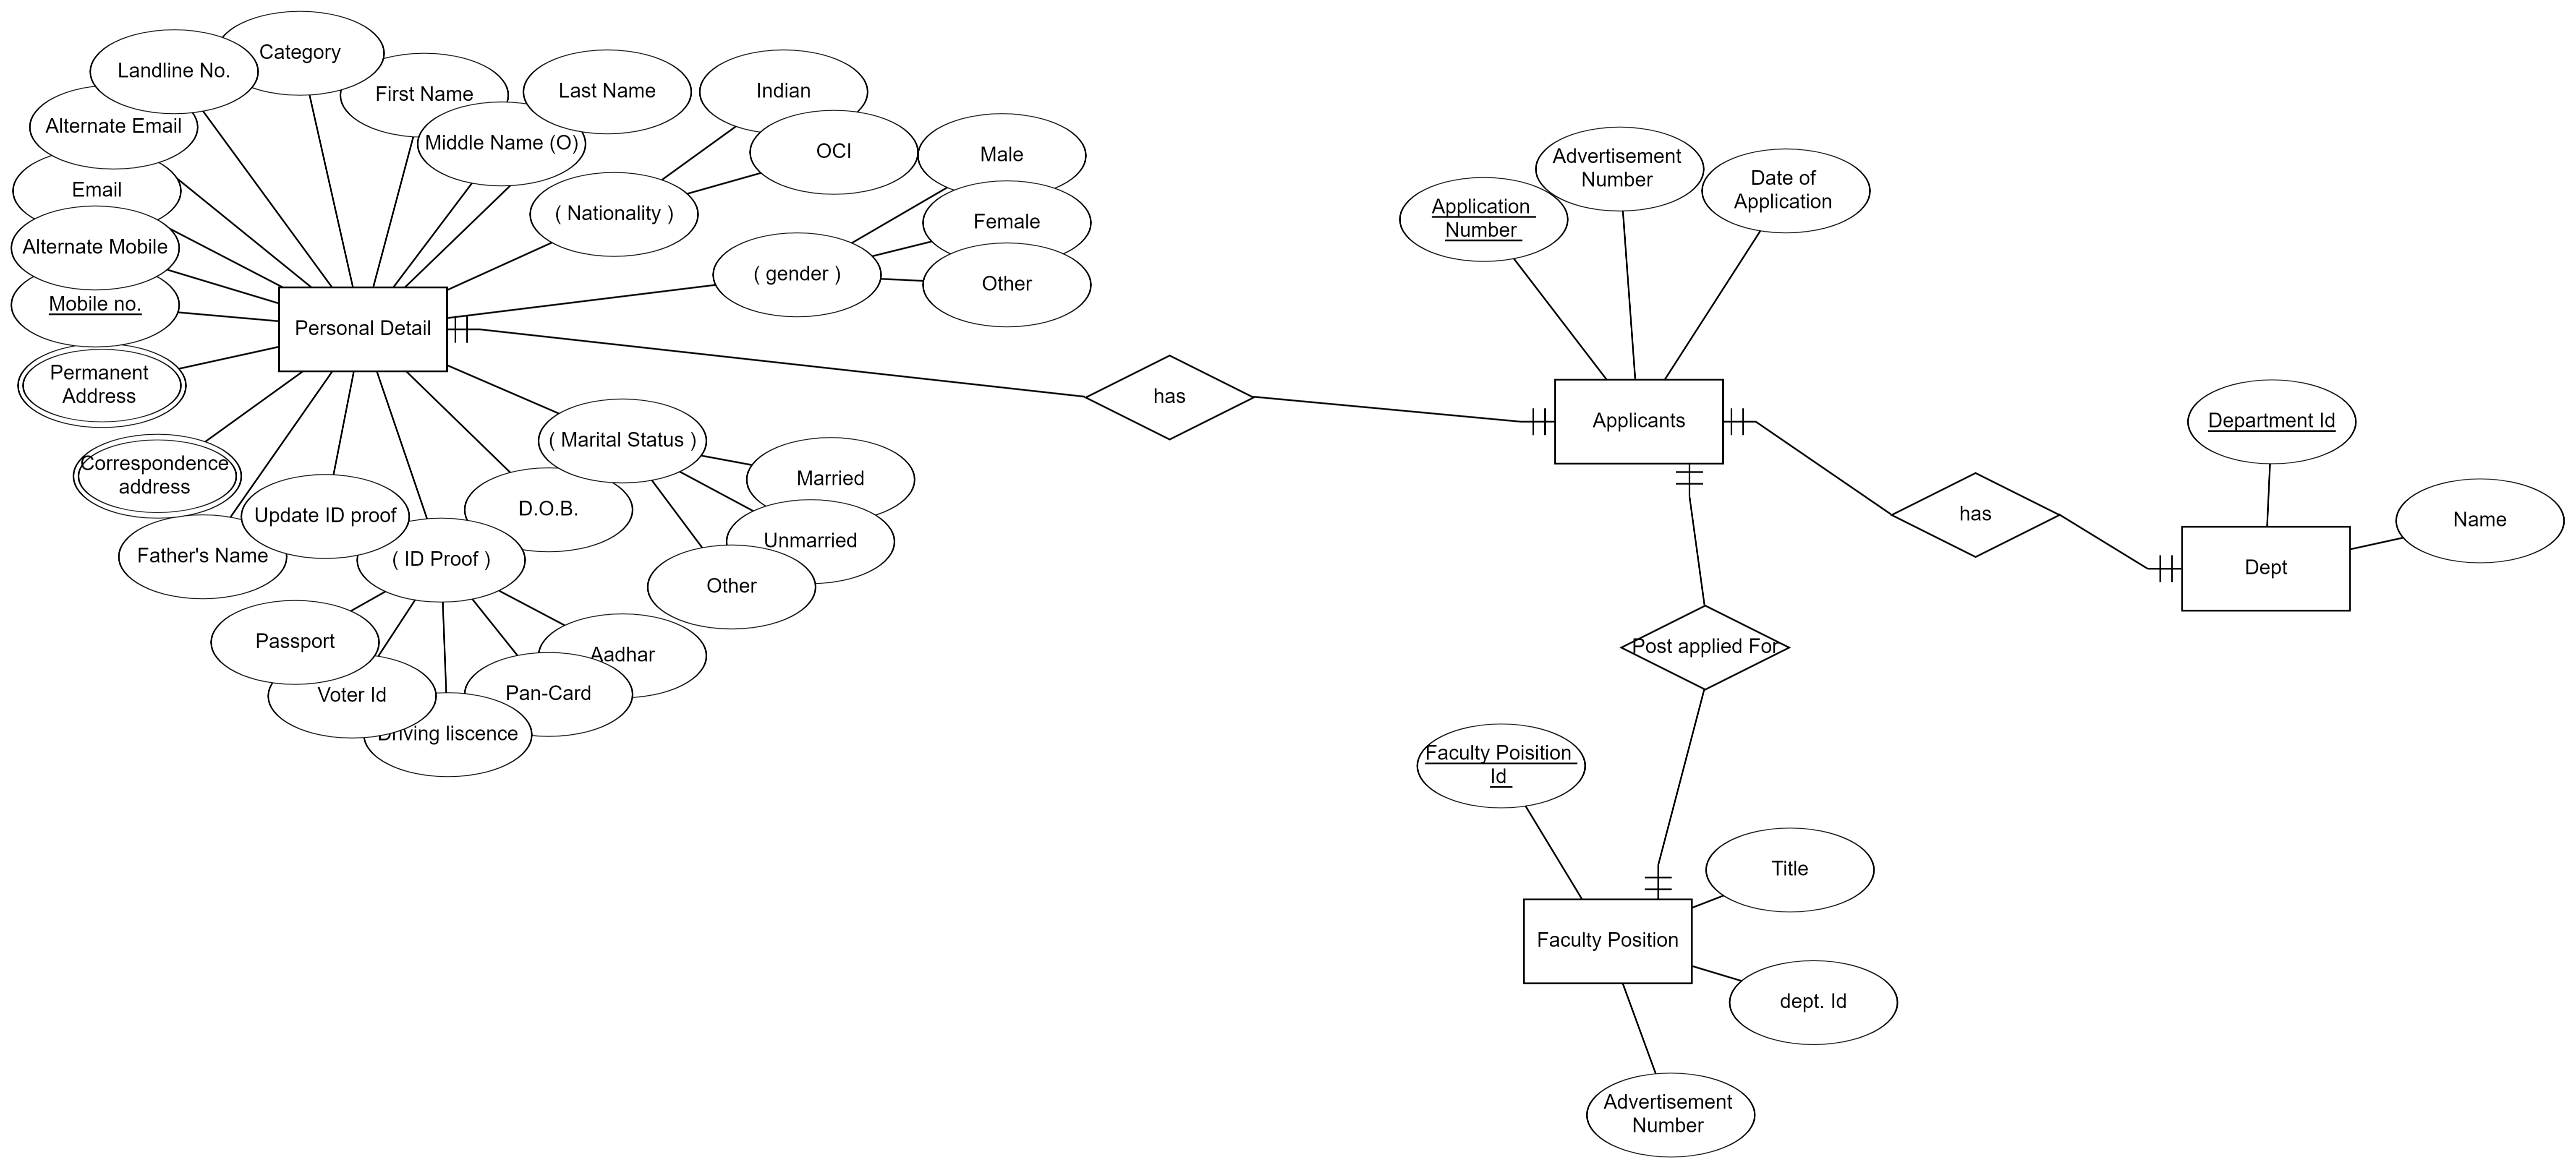 Category
Landline No.
First Name
Last Name
Indian
Alternate Email
Middle Name (O)
OCI
Male
Email
( Nationality )
Female
Alternate Mobile
( gender )
Other
Mobile no.
Personal Detail
Permanent
Address
has
( Marital Status )
Correspondence
address
Married
D.O.B.
Update ID proof
Unmarried
Father's Name
( ID Proof )
Other
Passport
Aadhar
Voter Id
Pan-Card
Driving liscence
Advertisement
Number
Date of
Application
Application
Number
Applicants
Department Id
has
Name
Dept
Post applied For
Faculty Poisition
Id
Title
Faculty Position
dept. Id
Advertisement
Number